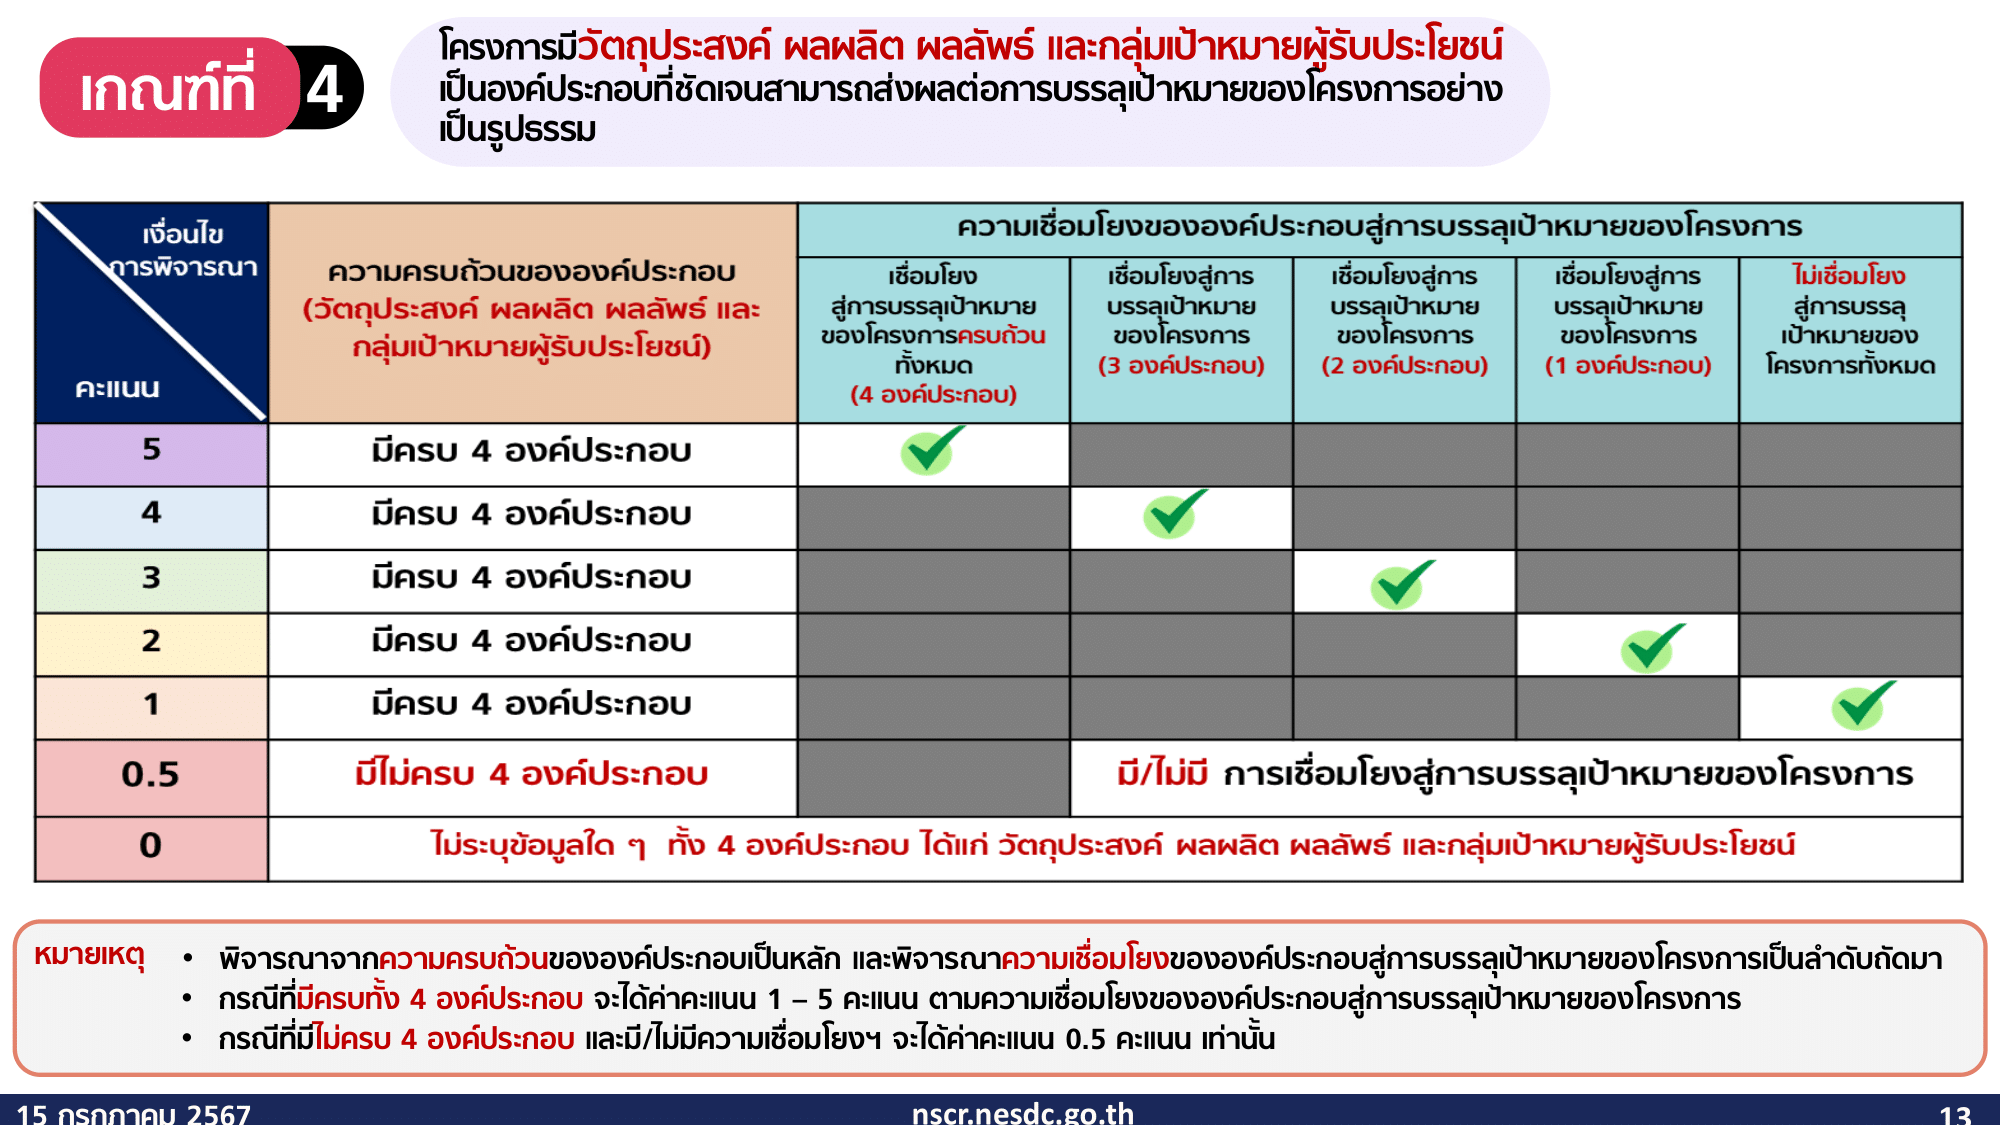 เกณฑ์ที่ 4
โครงการมีวัตถุประสงค์ ผลผลิต ผลลัพธ์ และกลุ่มเป้าหมายผู้รับประโยชน์
เป็นองค์ประกอบที่ชัดเจนสามารถส่งผลต่อการบรรลุเป้าหมายของโครงการอย่าง
เป็นรูปธรรม
เงื่อนไข
การพิจารณา
คะแนน
ความครบถ้วนขององค์ประกอบ
(วัตถุประสงค์ ผลผลิต ผลลัพธ์ และ
กลุ่มเป้าหมายผู้รับประโยชน์)
ความเชื่อมโยงขององค์ประกอบสู่การบรรลุเป้าหมายของโครงการ
เชื่อมโยง
สู่การบรรลุเป้าหมาย
ของโครงการครบถ้วน
ทั้งหมด
(4 องค์ประกอบ)
เชื่อมโยงสู่การ
บรรลุเป้าหมาย
ของโครงการ
(3 องค์ประกอบ)
เชื่อมโยงสู่การ
บรรลุเป้าหมาย
ของโครงการ
(2 องค์ประกอบ)
เชื่อมโยงสู่การ
บรรลุเป้าหมาย
ของโครงการ
(1 องค์ประกอบ)
ไม่เชื่อมโยง
สู่การบรรลุ
เป้าหมายของ
โครงการทั้งหมด
5 มีครบ 4 องค์ประกอบ
4 มีครบ 4 องค์ประกอบ
3 มีครบ 4 องค์ประกอบ
2 มีครบ 4 องค์ประกอบ
1 มีครบ 4 องค์ประกอบ
0.5 มีไม่ครบ 4 องค์ประกอบ มี/ไม่มี การเชื่อมโยงสู่การบรรลุเป้าหมายของโครงการ
0 ไม่ระบุข้อมูลใด ๆ ทั้ง 4 องค์ประกอบ ได้แก่ วัตถุประสงค์ ผลผลิต ผลลัพธ์ และกลุ่มเป้าหมายผู้รับประโยชน์
หมายเหตุ • พิจารณาจากความครบถ้วนขององค์ประกอบเป็นหลัก และพิจารณาความเชื่อมโยงขององค์ประกอบสู่การบรรลุเป้าหมายของโครงการเป็นลำดับถัดมา
• กรณีที่มีครบทั้ง 4 องค์ประกอบ จะได้ค่าคะแนน 1 – 5 คะแนน ตามความเชื่อมโยงขององค์ประกอบสู่การบรรลุเป้าหมายของโครงการ
• กรณีที่มีไม่ครบ 4 องค์ประกอบ และมี/ไม่มีความเชื่อมโยงฯ จะได้ค่าคะแนน 0.5 คะแนน เท่านั้น
15 กรกฎาคม 2567 nscr.nesdc.go.th 13